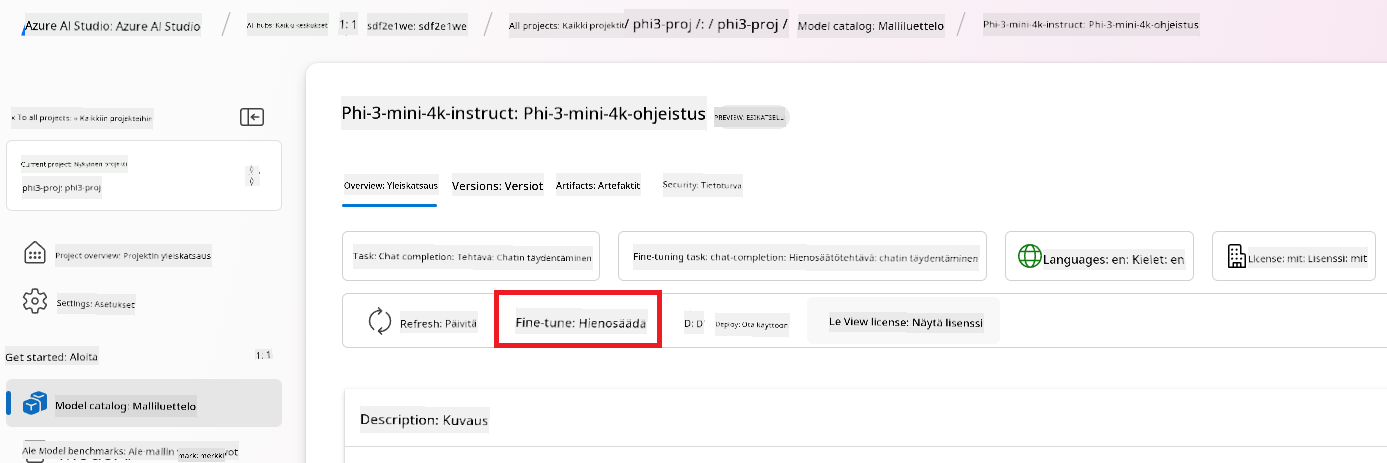 Azure AI Studio: Azure AI Studio / AI hubs: Kaikki keskukset 1: 1 sdf2e1we: sdf2e1we / All projects: Kaikki projektit / phi3-proj /: / phi3-proj / Model catalog: Malliluettelo / Phi-3-mini-4k-instruct: Phi-3-mini-4k-ohjeistus
« To all projects: « Kaikkiin projekteihin
Current project: Nykyinen projekti
phi3-proj: phi3-proj
Project overview: Projektin yleiskatsaus
Settings: Asetukset
Get started: Aloita 1: 1
Model catalog: Malliluettelo
Model benchmarks: mallin
mark: merkki
Phi-3-mini-4k-instruct: Phi-3-mini-4k-ohjeistus PREVIEW: ESIKATSELU
Overview: Yleiskatsaus Versions: Versiot Artifacts: Artefaktit Security: Tietoturva
Task: Chat completion: Tehtävä: Chatin täydentäminen Fine-tuning task: chat-completion: Hienosäätötehtävä: chatin täydentäminen Languages: en: Kielet: en License: mit: Lisenssi: mit
Refresh: Päivitä Fine-tune: Hienosäädä D: D Deploy: Ota käyttöön Le View license: Näytä lisenssi
Description: Kuvaus